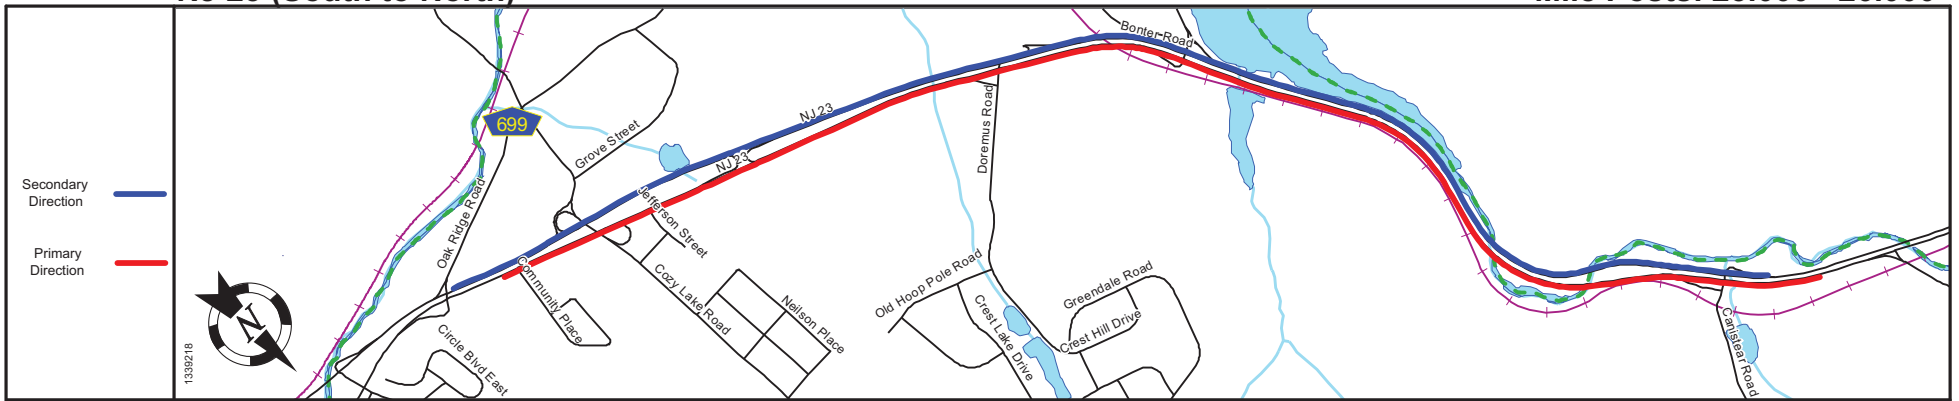 Secondary
Direction
Primary
Direction
1339218
N
699
Oak Ridge Road
Grove Street
NJ 23
NJ 23
Jefferson Street
Community Place
Circle Blvd East
Cozy Lake Road
Neilson Place
Old Hoop Pole Road
Doremus Road
Crest Lake Drive
Greendale Road
Crest Hill Drive
Bonter Road
Canistear Road